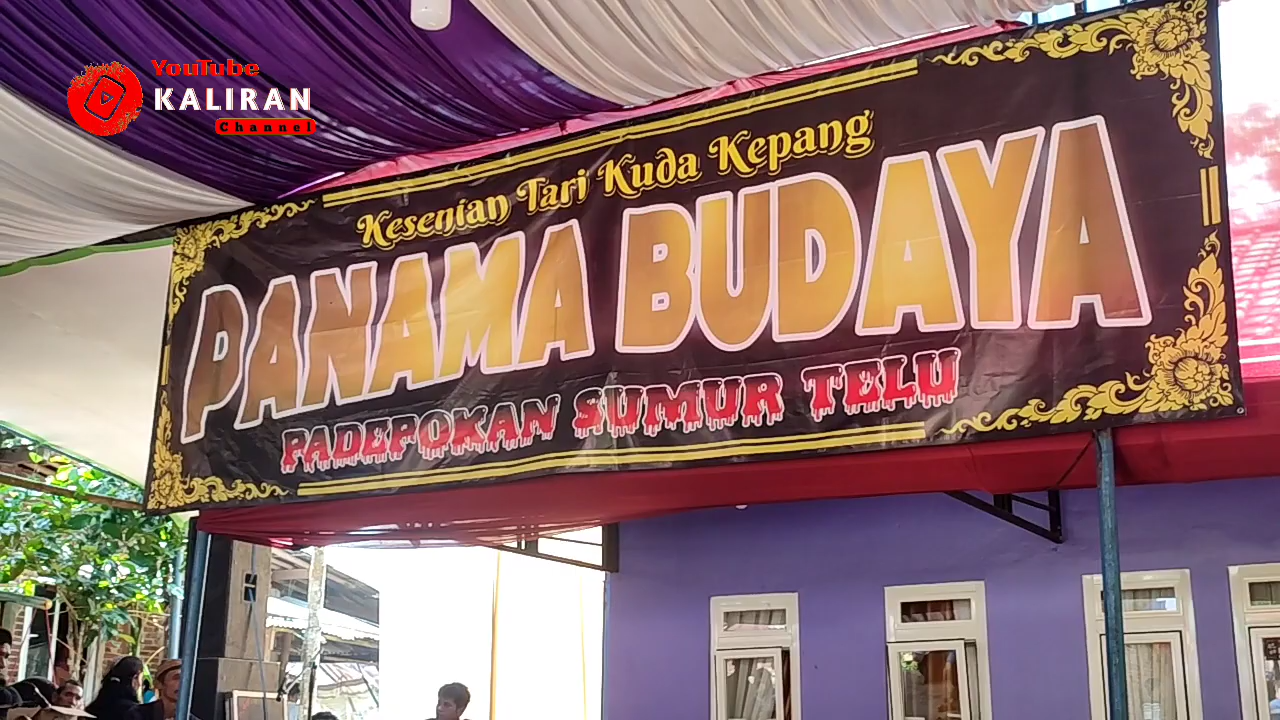 YouTube
KALIRAN
Channel
Kesenian Tari Kuda Kepang
PANAMA BUDAYA
PADEPOKAN SUMUR TELU